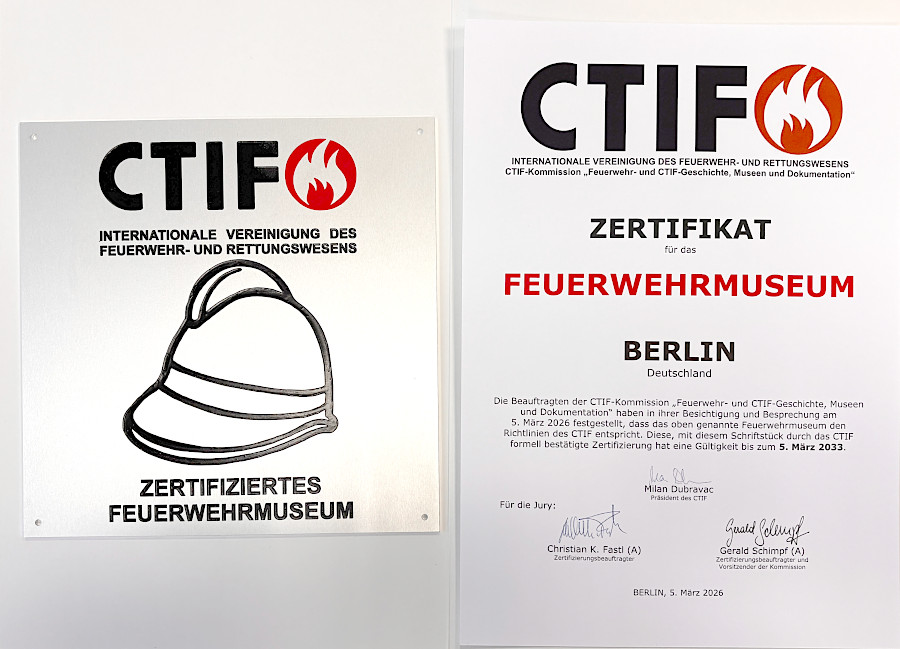 CTIF
INTERNATIONALE VEREINIGUNG DES
FEUERWEHR- UND RETTUNGSWESENS
ZERTIFIZIERTES
FEUERWEHRMUSEUM
CTIF
INTERNATIONALE VEREINIGUNG DES FEUERWEHR- UND RETTUNGSWESENS
CTIF-Kommission „Feuerwehr- und CTIF-Geschichte, Museen und Dokumentation“
ZERTIFIKAT
für das
FEUERWEHRMUSEUM
BERLIN
Deutschland
Die Beauftragten der CTIF-Kommission „Feuerwehr- und CTIF-Geschichte, Museen
und Dokumentation“ haben in ihrer Besichtigung und Besprechung am
5. März 2026 festgestellt, dass das oben genannte Feuerwehrmuseum den
Richtlinien des CTIF entspricht. Diese, mit diesem Schriftstück durch das CTIF
formell bestätigte Zertifizierung hat eine Gültigkeit bis zum 5. März 2033.
Milan Dubravac
Präsident des CTIF
Für die Jury:
Gerald Schimpf
Christian K. Fastl (A)
Zertifizierungsbeauftragter
Gerald Schimpf (A)
Zertifizierungsbeauftragter und
Vorsitzender der Kommission
BERLIN, 5. März 2026